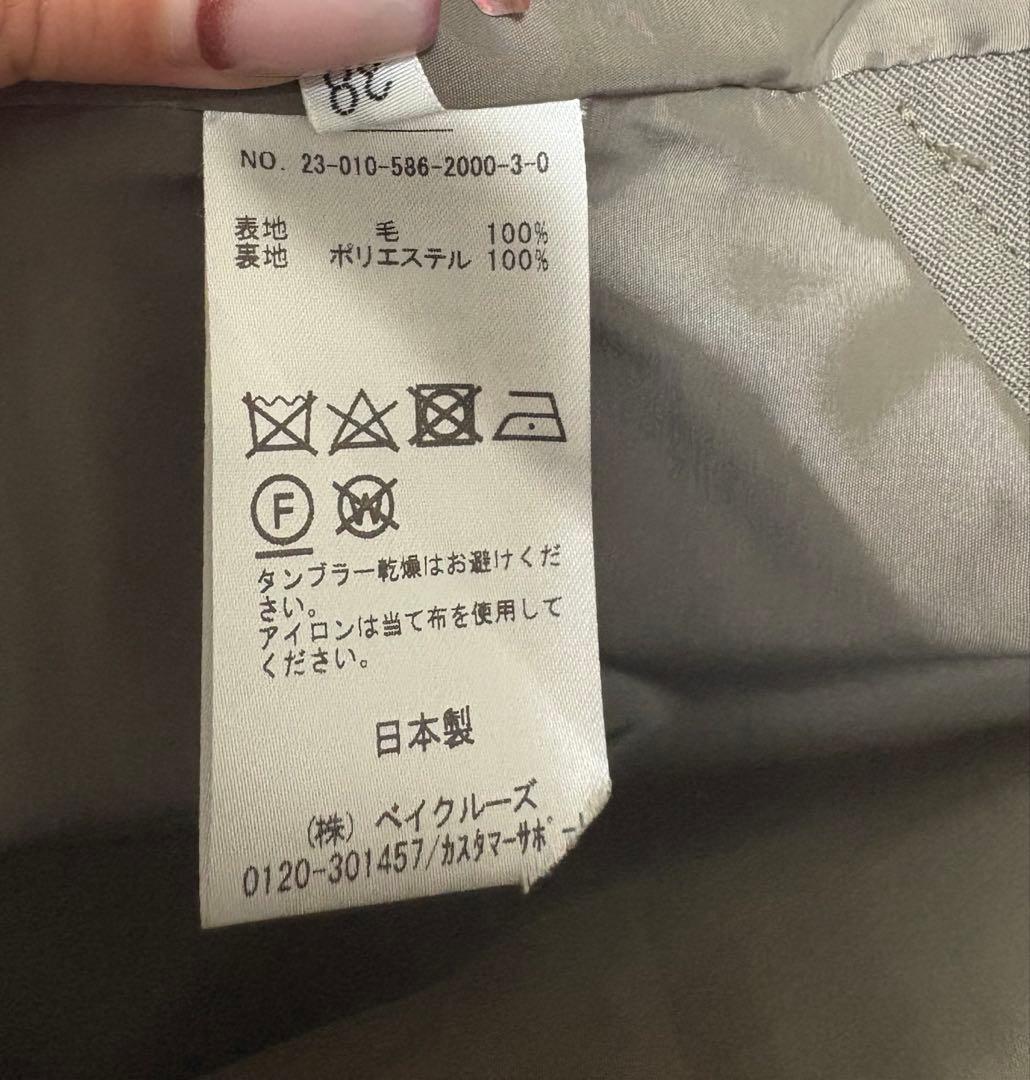 38
NO. 23-010-586-2000-3-0
表地 毛 100%
裏地 ポリエステル 100%
F
W
タンブラー乾燥はお避けくだ
さい。
アイロンは当て布を使用して
ください。
日本製
(株) ベイクルーズ
0120-301457/カスタマーサポート